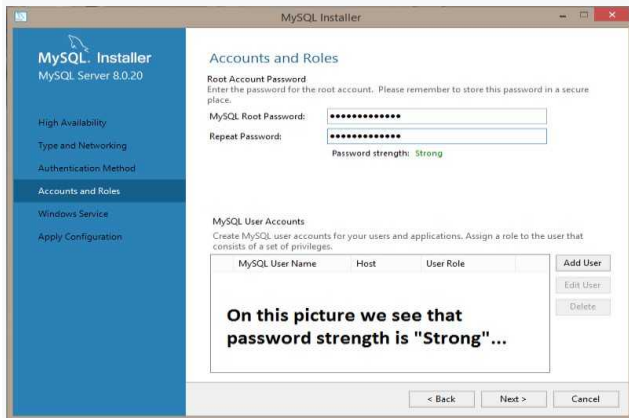 MySQL Installer
MySQL. Installer
MySQL Server 8.0.20
High Availability
Type and Networking
Authentication Method
Accounts and Roles
Windows Service
Apply Configuration
Accounts and Roles
Root Account Password
Enter the password for the root account. Please remember to store this password in a secure
place.
MySQL Root Password: •••••••••••••
Repeat Password: •••••••••••••
Password strength: Strong
MySQL User Accounts
Create MySQL user accounts for your users and applications. Assign a role to the user that
consists of a set of privileges.
MySQL User Name Host User Role
Add User
Edit User
Delete
On this picture we see that
password strength is "Strong"...
< Back Next > Cancel